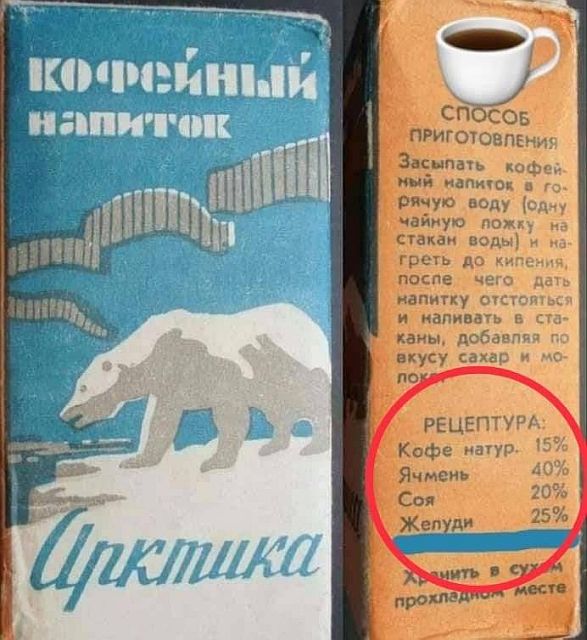 КОФЕЙНЫЙ
НАПИТОК
Арктика
СПОСОБ
ПРИГОТОВЛЕНИЯ
Засыпать кофей-
ный напиток в го-
рячую воду (одну
чайную ложку на
стакан воды) и на-
греть до кипения,
после чего дать
напитку отстояться
и наливать в ста-
каны, добавляя по
вкусу сахар и мо-
локо.
РЕЦЕПТУРА:
Кофе натур. 15%
Ячмень 40%
Соя 20%
Желуди 25%
Хранить в сухом
прохладном месте